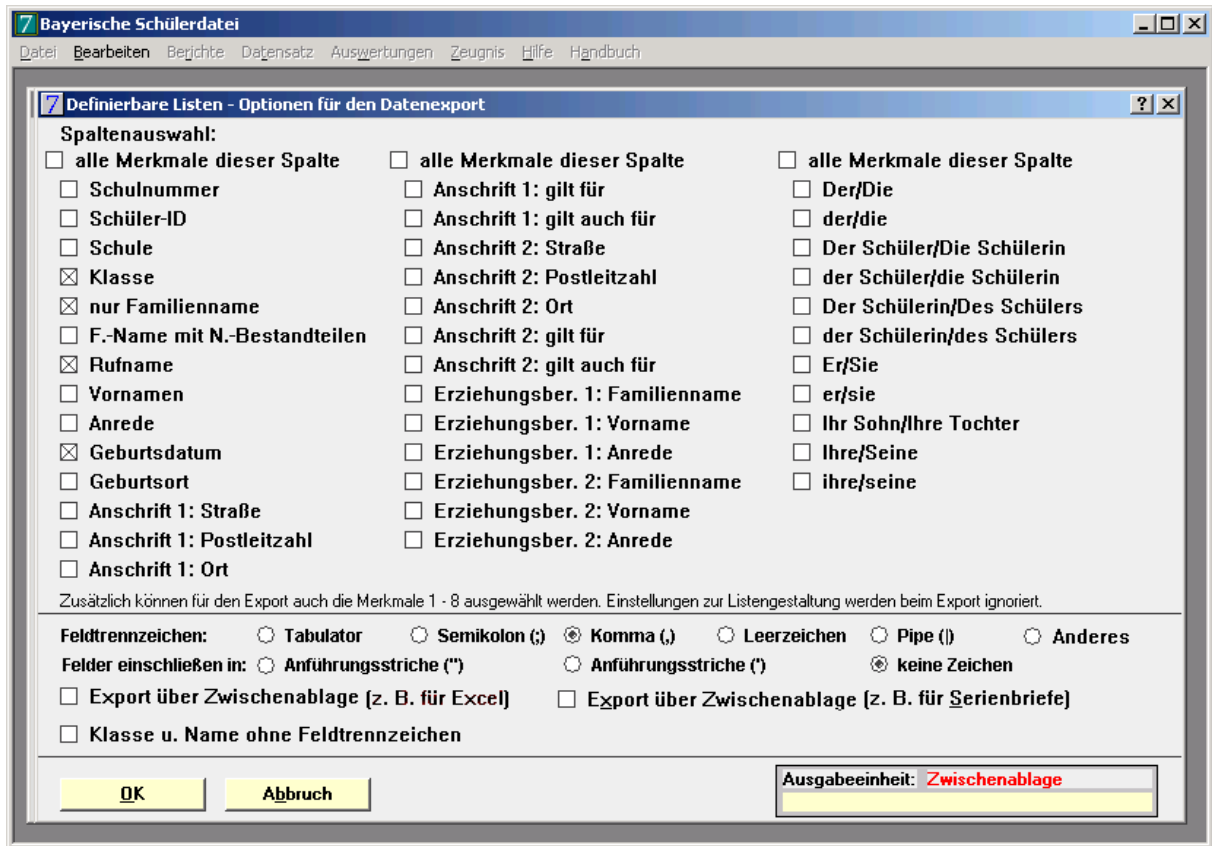 Bayerische Schülerdatei
Datei Bearbeiten Berichte Datensatz Auswertungen Zeugnis Hilfe Handbuch
Definierbare Listen - Optionen für den Datenexport
Spaltenauswahl:
alle Merkmale dieser Spalte alle Merkmale dieser Spalte alle Merkmale dieser Spalte
Schulnummer Anschrift 1: gilt für Der/Die
Schüler-ID Anschrift 1: gilt auch für der/die
Schule Anschrift 2: Straße Der Schüler/Die Schülerin
Klasse Anschrift 2: Postleitzahl der Schüler/die Schülerin
nur Familienname Anschrift 2: Ort Der Schülerin/Des Schülers
F.-Name mit N.-Bestandteilen Anschrift 2: gilt für der Schülerin/des Schülers
Rufname Anschrift 2: gilt auch für Er/Sie
Vornamen Erziehungsber. 1: Familienname er/sie
Anrede Erziehungsber. 1: Vorname Ihr Sohn/Ihre Tochter
Geburtsdatum Erziehungsber. 1: Anrede Ihre/Seine
Geburtsort Erziehungsber. 2: Familienname ihre/seine
Anschrift 1: Straße Erziehungsber. 2: Vorname
Anschrift 1: Postleitzahl Erziehungsber. 2: Anrede
Anschrift 1: Ort
Zusätzlich können für den Export auch die Merkmale 1 - 8 ausgewählt werden. Einstellungen zur Listengestaltung werden beim Export ignoriert.
Feldtrennzeichen: Tabulator Semikolon (;) Komma (,) Leerzeichen Pipe (|) Anderes
Felder einschließen in: Anführungsstriche (") Anführungsstriche (') keine Zeichen
Export über Zwischenablage (z. B. für Excel) Export über Zwischenablage (z. B. für Serienbriefe)
Klasse u. Name ohne Feldtrennzeichen
OK Abbruch Ausgabeeinheit: Zwischenablage